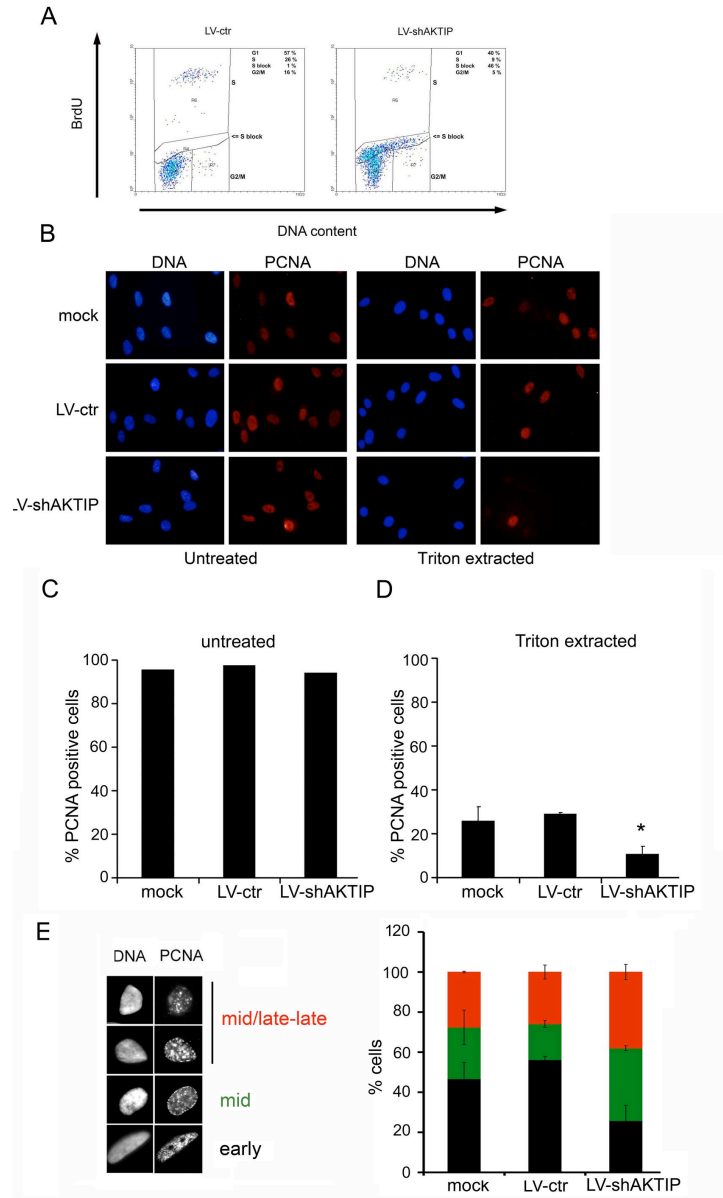 A
LV-ctr
LV-shAKTIP
G1 57 %
S 26 %
S block 1 %
G2/M 16 %
G1 40 %
S 9 %
S block 46 %
G2/M 5 %
BrdU
S
S
R5
R5
<= S block
<= S block
R4
G2/M
G2/M
DNA content
B
DNA PCNA DNA PCNA
mock
LV-ctr
LV-shAKTIP
Untreated
Triton extracted
C
untreated
% PCNA positive cells
100
80
60
40
20
0
mock LV-ctr LV-shAKTIP
D
Triton extracted
% PCNA positive cells
100
80
60
40
20
0
*
mock LV-ctr LV-shAKTIP
E
DNA PCNA
mid/late-late
mid
early
% cells
120
100
80
60
40
20
0
mock LV-ctr LV-shAKTIP